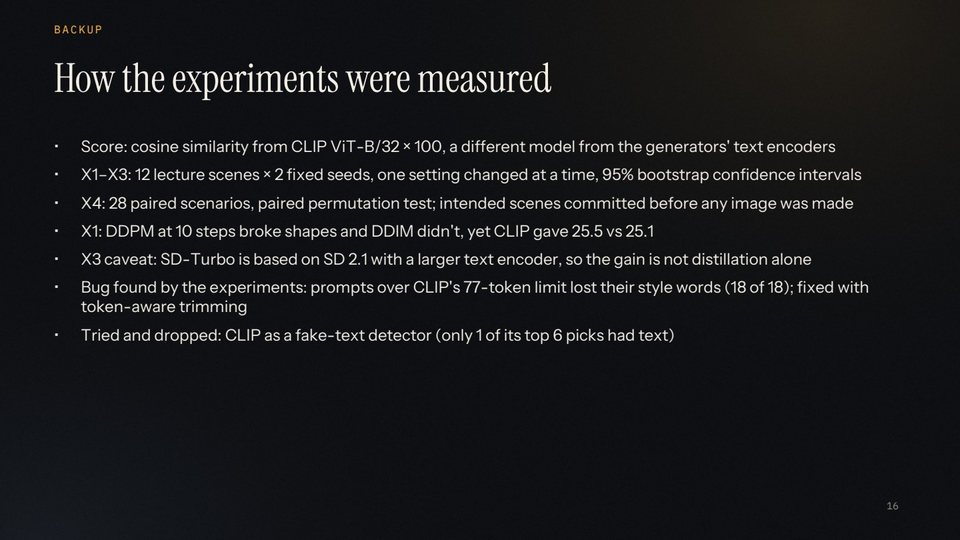 BACKUP
How the experiments were measured
· Score: cosine similarity from CLIP ViT-B/32 × 100, a different model from the generators' text encoders
· X1–X3: 12 lecture scenes × 2 fixed seeds, one setting changed at a time, 95% bootstrap confidence intervals
· X4: 28 paired scenarios, paired permutation test; intended scenes committed before any image was made
· X1: DDPM at 10 steps broke shapes and DDIM didn't, yet CLIP gave 25.5 vs 25.1
· X3 caveat: SD-Turbo is based on SD 2.1 with a larger text encoder, so the gain is not distillation alone
· Bug found by the experiments: prompts over CLIP's 77-token limit lost their style words (18 of 18); fixed with
token-aware trimming
· Tried and dropped: CLIP as a fake-text detector (only 1 of its top 6 picks had text)
16